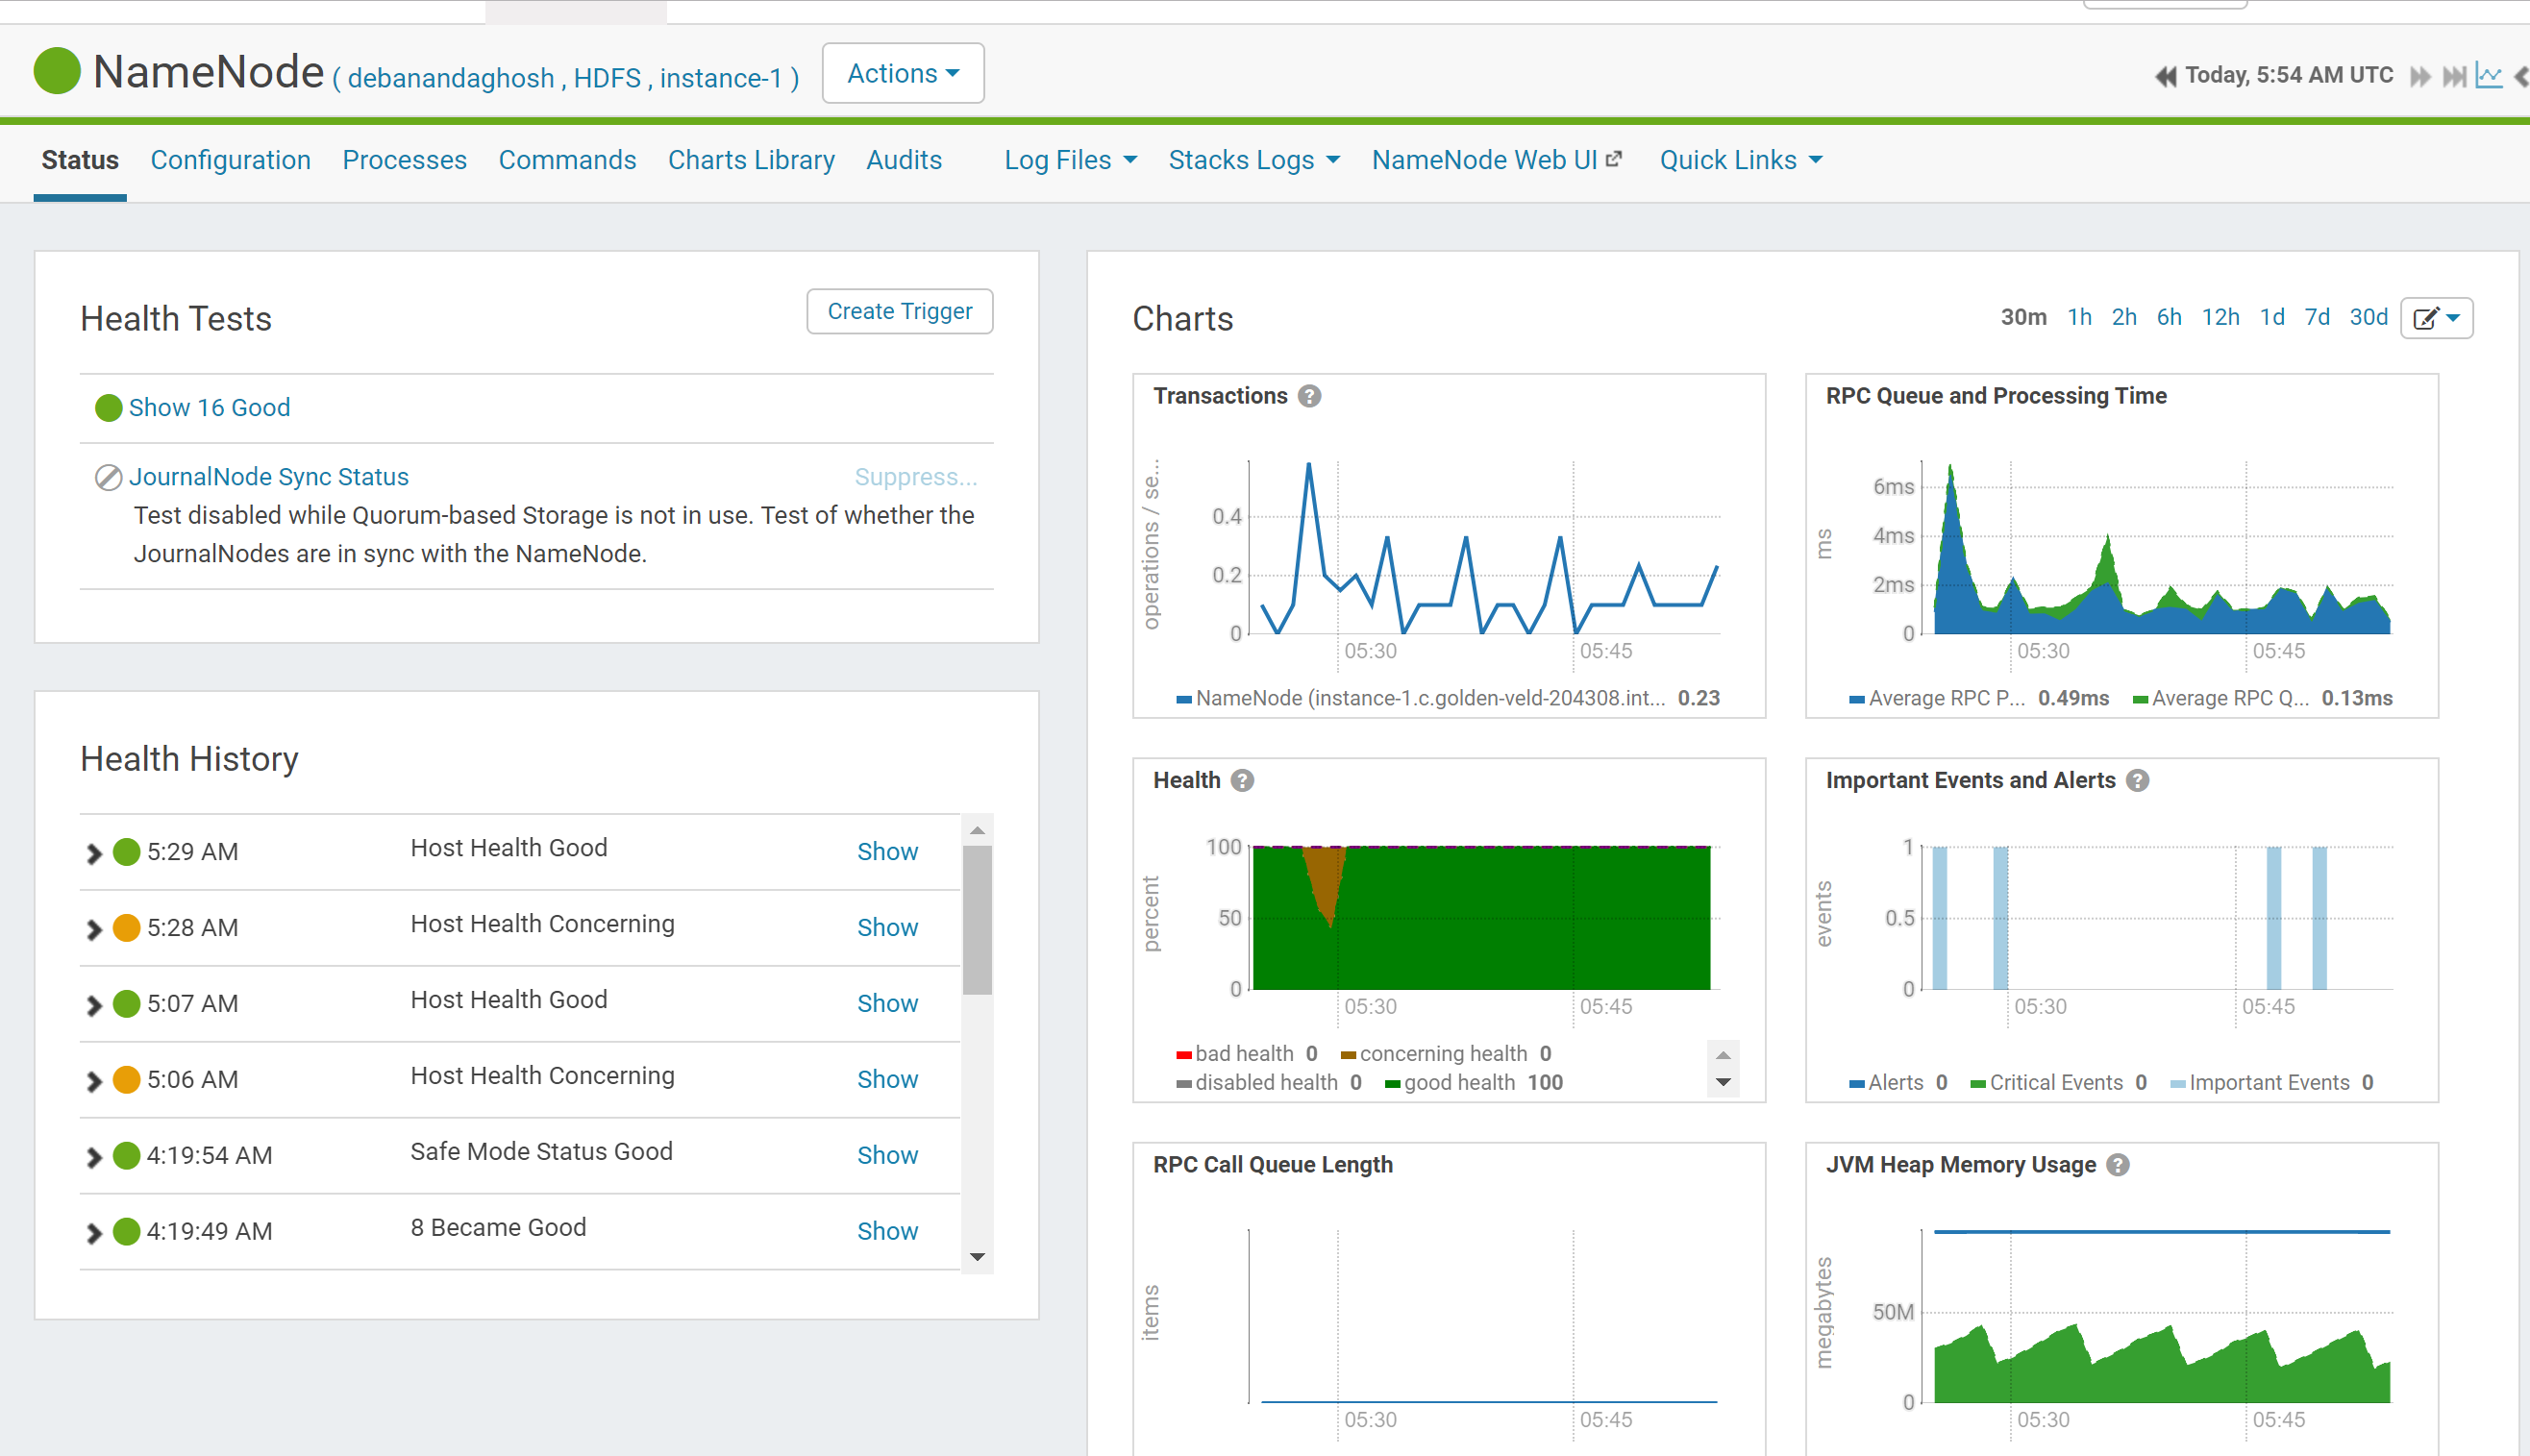 NameNode ( debanandaghosh , HDFS , instance-1 ) Actions
Today, 5:54 AM UTC
Status Configuration Processes Commands Charts Library Audits Log Files Stacks Logs NameNode Web UI Quick Links
Health Tests
Create Trigger
Show 16 Good
JournalNode Sync Status Suppress...
Test disabled while Quorum-based Storage is not in use. Test of whether the
JournalNodes are in sync with the NameNode.
Health History
5:29 AM Host Health Good Show
5:28 AM Host Health Concerning Show
5:07 AM Host Health Good Show
5:06 AM Host Health Concerning Show
4:19:54 AM Safe Mode Status Good Show
4:19:49 AM 8 Became Good Show
Charts
30m 1h 2h 6h 12h 1d 7d 30d
Transactions ?
operations / se...
0.4
0.2
0
05:30 05:45
NameNode (instance-1.c.golden-veld-204308.int... 0.23
RPC Queue and Processing Time
ms
6ms
4ms
2ms
0
05:30 05:45
Average RPC P... 0.49ms Average RPC Q... 0.13ms
Health ?
percent
100
50
0
05:30 05:45
bad health 0 concerning health 0
disabled health 0 good health 100
Important Events and Alerts ?
events
1
0.5
0
05:30 05:45
Alerts 0 Critical Events 0 Important Events 0
RPC Call Queue Length
items
05:30 05:45
JVM Heap Memory Usage ?
megabytes
50M
0
05:30 05:45